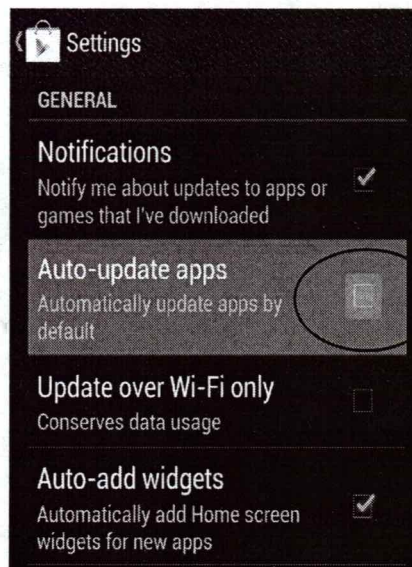 Settings
GENERAL
Notifications
Notify me about updates to apps or
games that I've downloaded
Auto-update apps
Automatically update apps by
default
Update over Wi-Fi only
Conserves data usage
Auto-add widgets
Automatically add Home screen
widgets for new apps